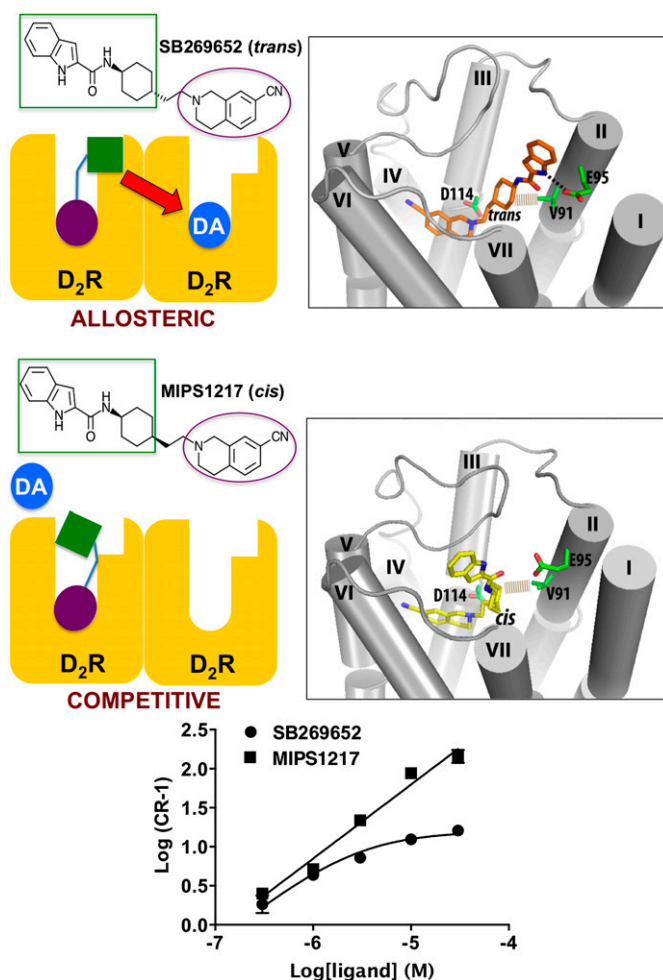 SB269652 (trans)
H
N
N
H
O
N
CN
DA
D2R
D2R
ALLOSTERIC
III
II
V
IV
VI
D114
trans
E95
V91
I
VII
MIPS1217 (cis)
H
N
N
H
O
N
CN
DA
D2R
D2R
COMPETITIVE
III
II
V
IV
VI
D114
cis
E95
V91
I
VII
SB269652
MIPS1217
2.5
2.0
1.5
1.0
0.5
0.0
Log (CR-1)
-7
-6
-5
-4
Log[ligand] (M)